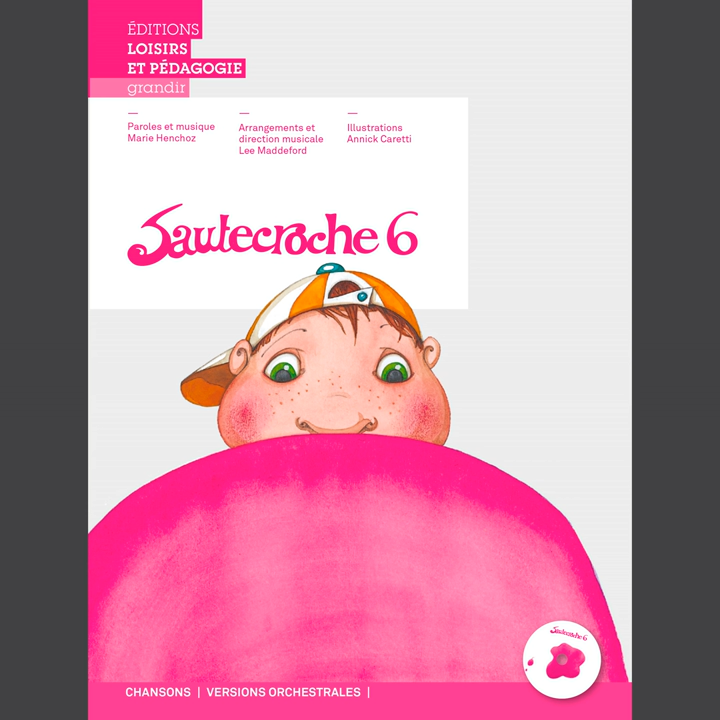 ÉDITIONS
LOISIRS
ET PÉDAGOGIE
grandir
Paroles et musique
Marie Henchoz
Arrangements et
direction musicale
Lee Maddeford
Illustrations
Annick Caretti
Sautecroche 6
Sautecroche 6
CHANSONS | VERSIONS ORCHESTRALES |